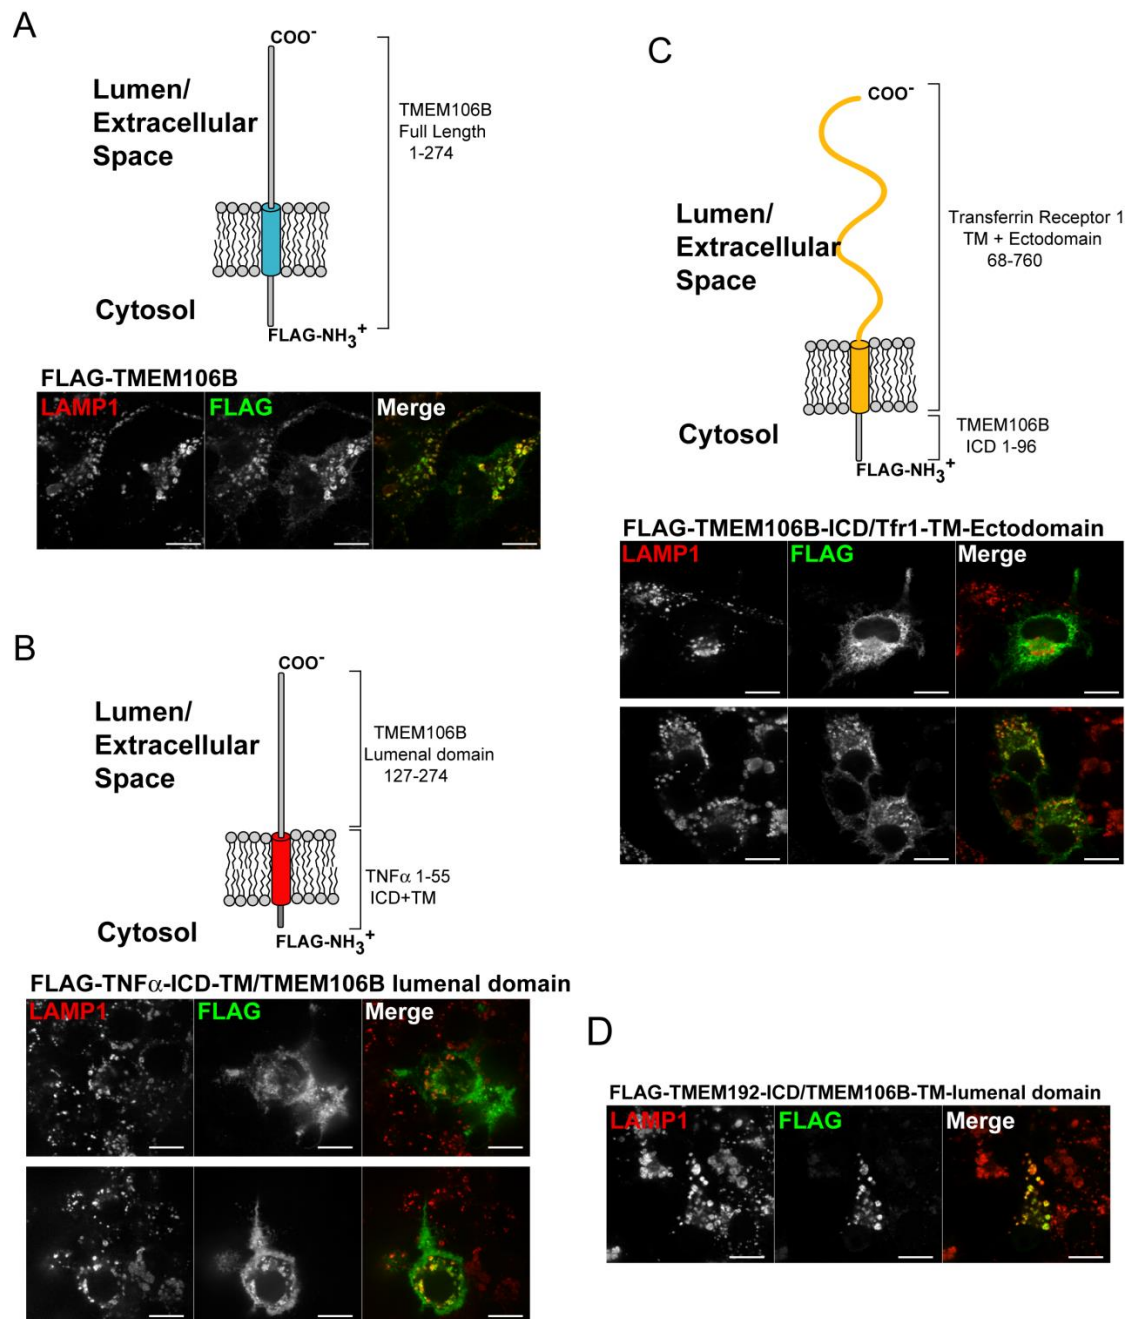 A
COO-
Lumen/
Extracellular
Space
TMEM106B
Full Length
1-274
Cytosol
FLAG-NH3+
FLAG-TMEM106B
LAMP1 FLAG Merge
B
COO-
Lumen/
Extracellular
Space
TMEM106B
Lumenal domain
127-274
TNFα 1-55
ICD+TM
Cytosol
FLAG-NH3+
FLAG-TNFα-ICD-TM/TMEM106B lumenal domain
LAMP1 FLAG Merge
C
COO-
Lumen/
Extracellular
Space
Transferrin Receptor 1
TM + Ectodomain
68-760
Cytosol
TMEM106B
ICD 1-96
FLAG-NH3+
FLAG-TMEM106B-ICD/Tfr1-TM-Ectodomain
LAMP1 FLAG Merge
D
FLAG-TMEM192-ICD/TMEM106B-TM-lumenal domain
LAMP1 FLAG Merge